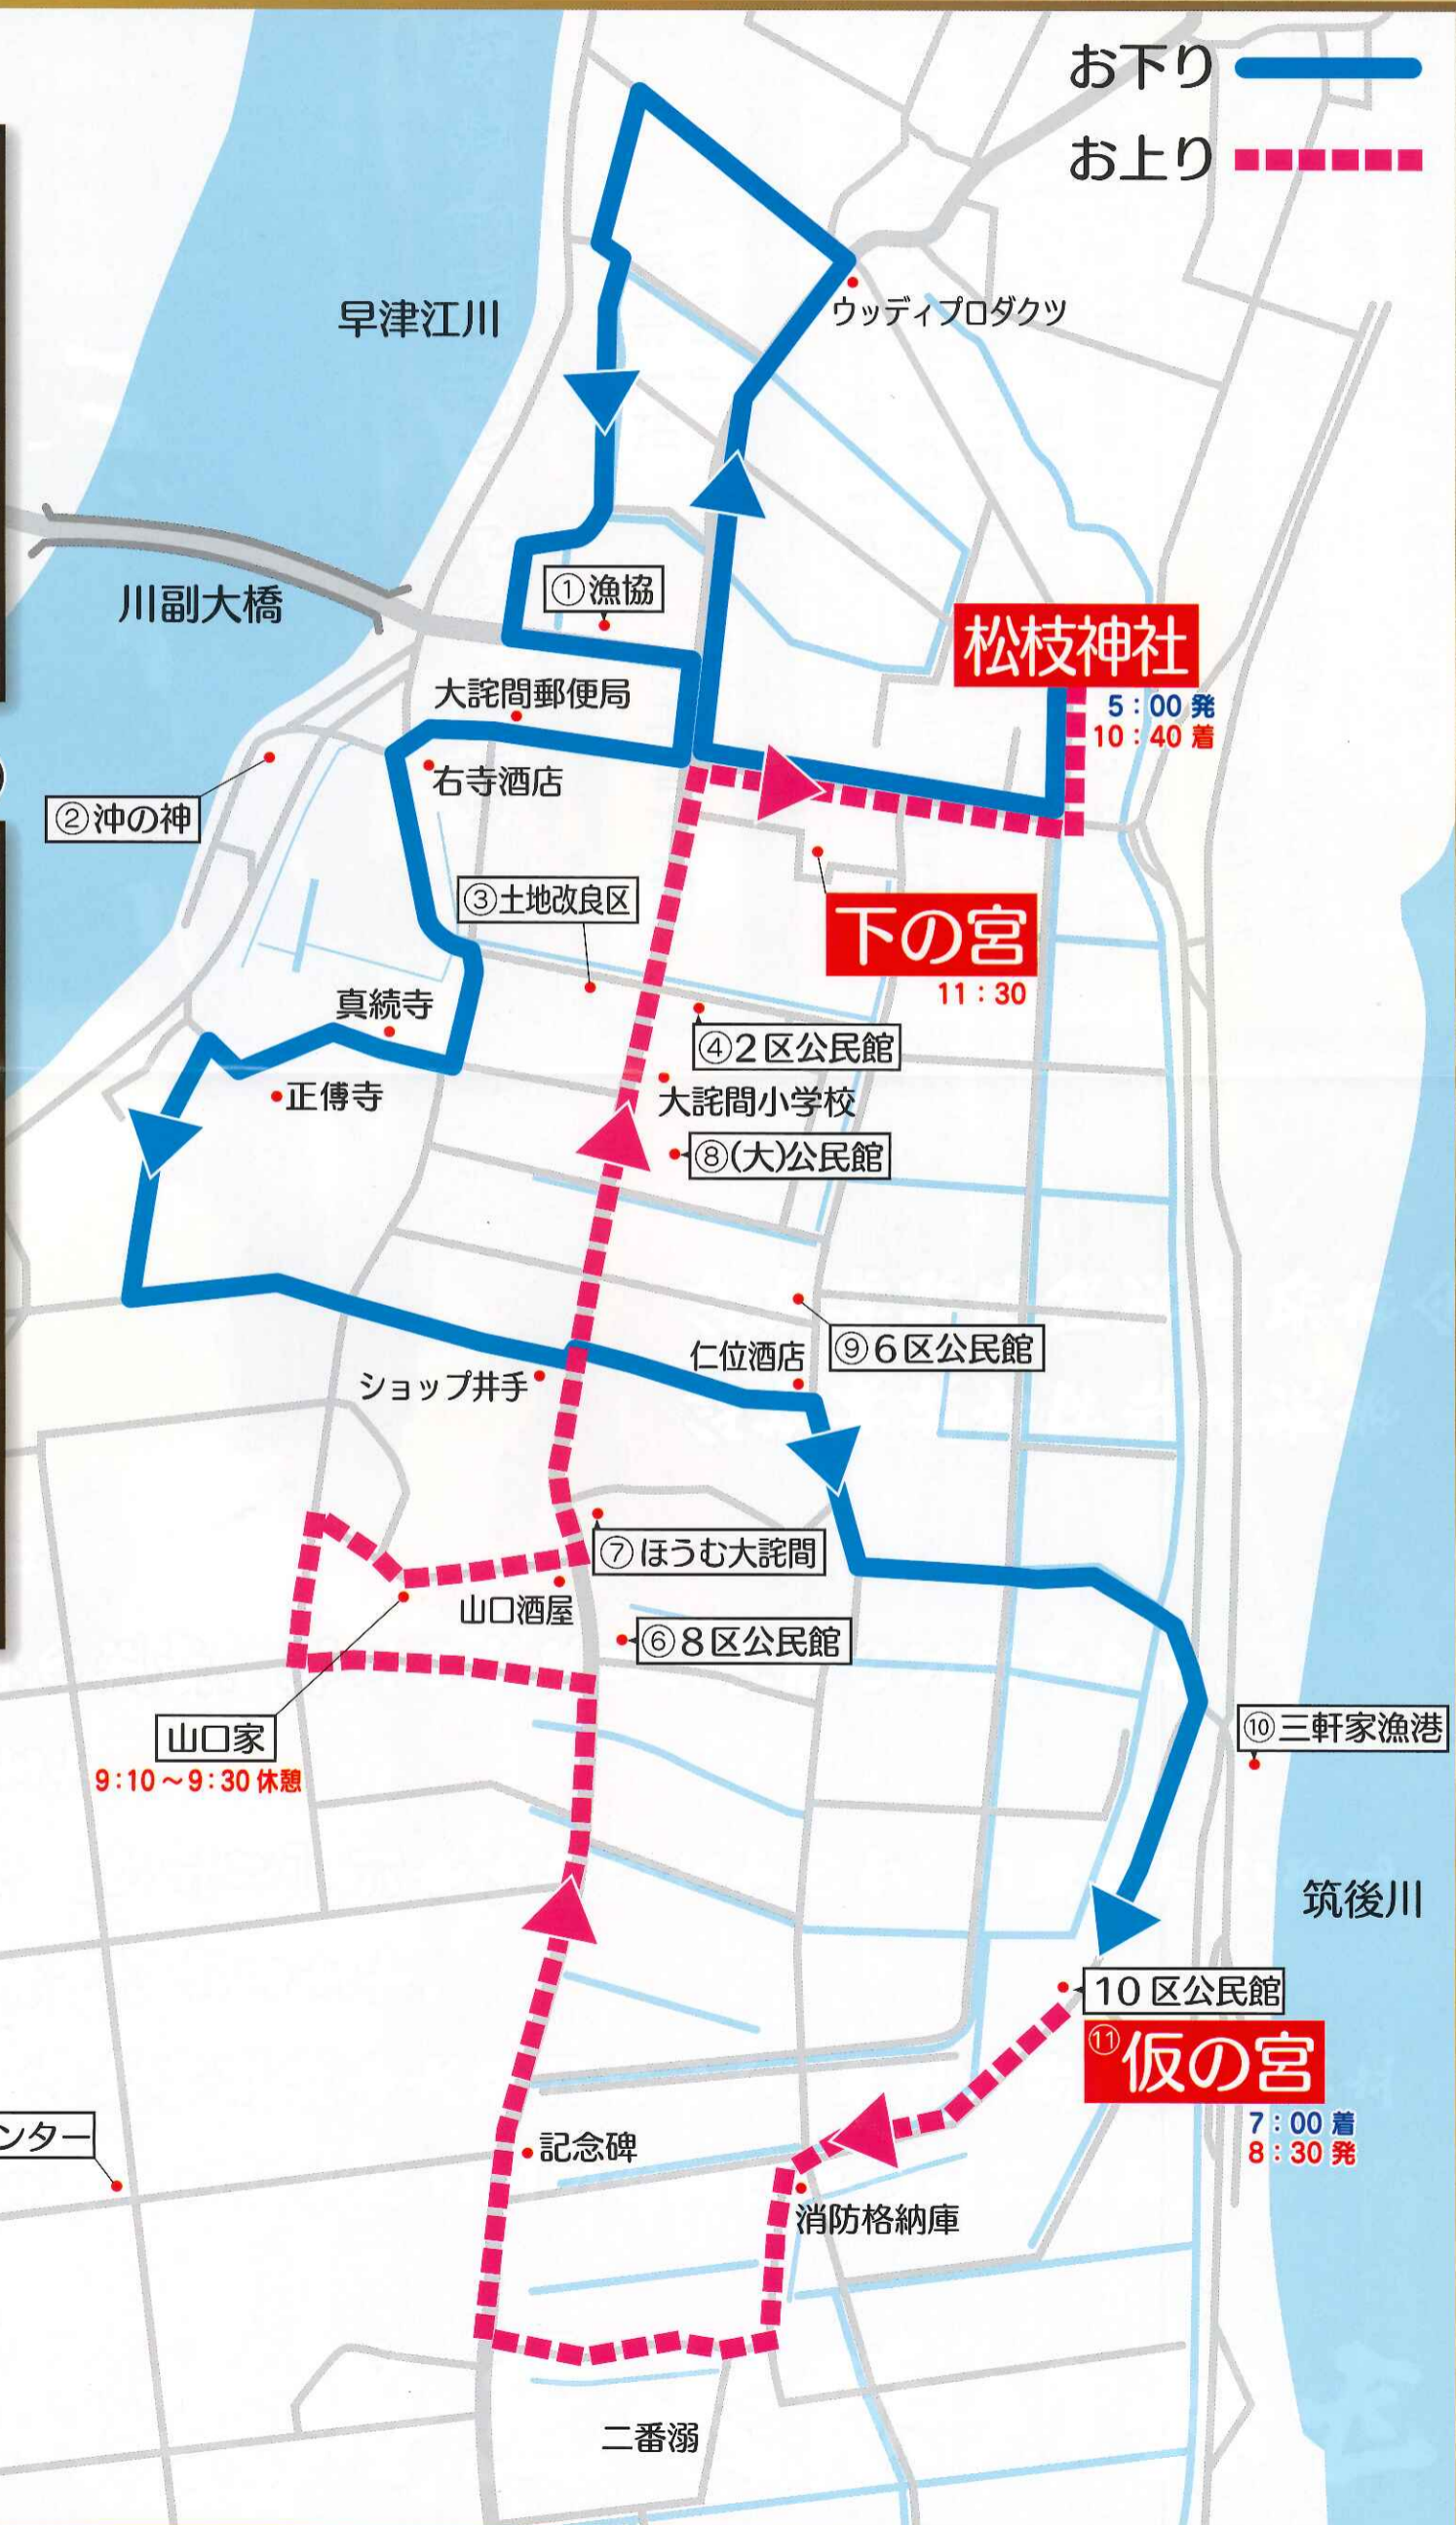 お下り
お上り
早津江川
ウッディプロダクツ
川副大橋
①漁協
松枝神社
5：00 発
10：40 着
大詫間郵便局
右寺酒店
②沖の神
③土地改良区
下の宮
11：30
真続寺
④2区公民館
正傳寺
大詫間小学校
⑧(大)公民館
仁位酒店
⑨6区公民館
ショップ井手
⑦ほうむ大詫間
山口酒屋
⑥8区公民館
山口家
9:10～9:30 休憩
⑩三軒家漁港
筑後川
10区公民館
⑪仮の宮
7：00 着
8：30 発
ンター
記念碑
消防格納庫
二番溺